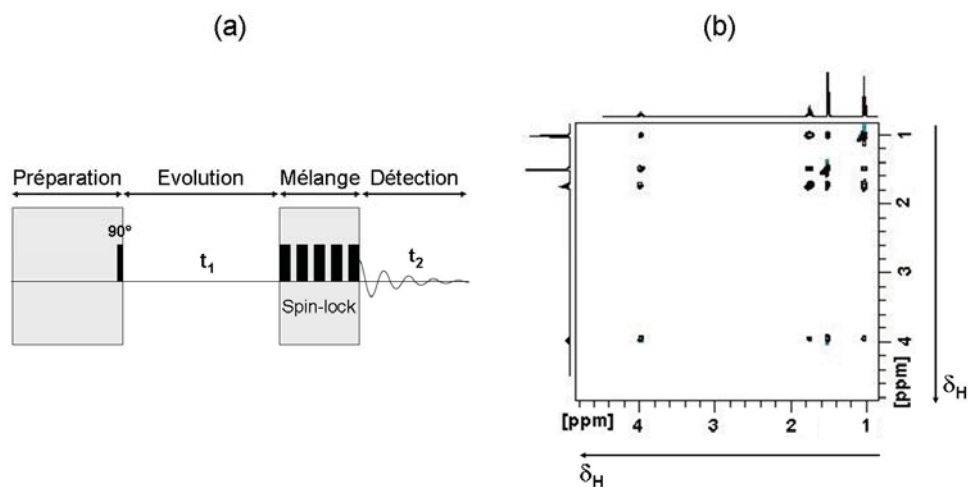 (a)
(b)
Préparation
Evolution
Mélange
Détection
90°
t1
t2
Spin-lock
1
2
3
4
[ppm]
δH
[ppm]
4
3
2
1
δH